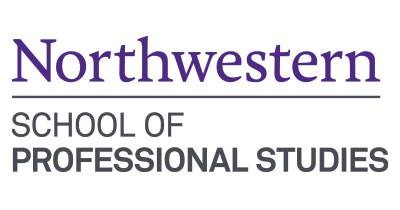 Northwestern
SCHOOL OF
PROFESSIONAL STUDIES